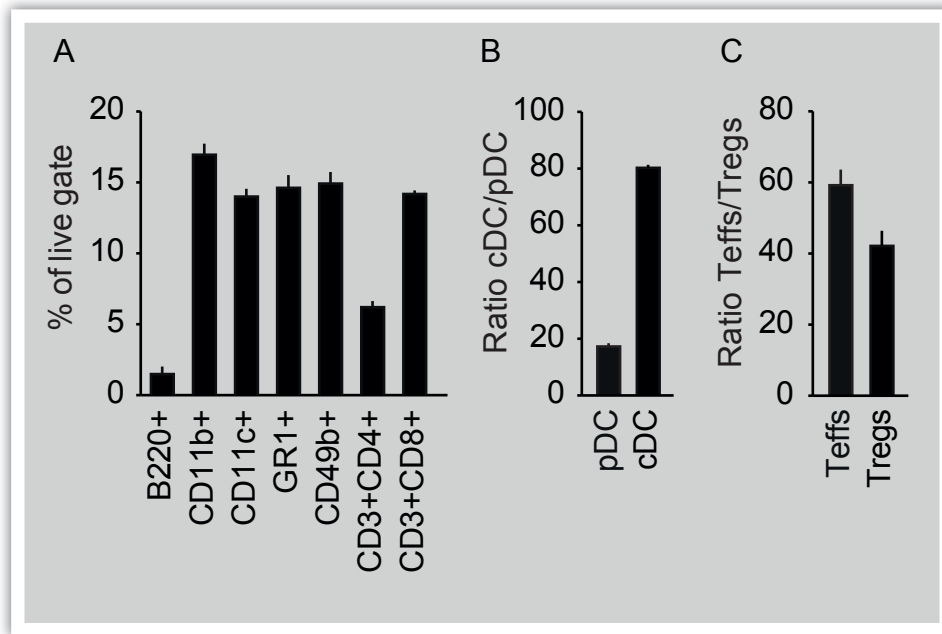 A
% of live gate
20
15
10
5
0
B220+
CD11b+
CD11c+
GR1+
CD49b+
CD3+CD4+
CD3+CD8+
B
Ratio cDC/pDC
100
80
60
40
20
0
pDC
cDC
C
Ratio Teffs/Tregs
80
60
40
20
0
Teffs
Tregs